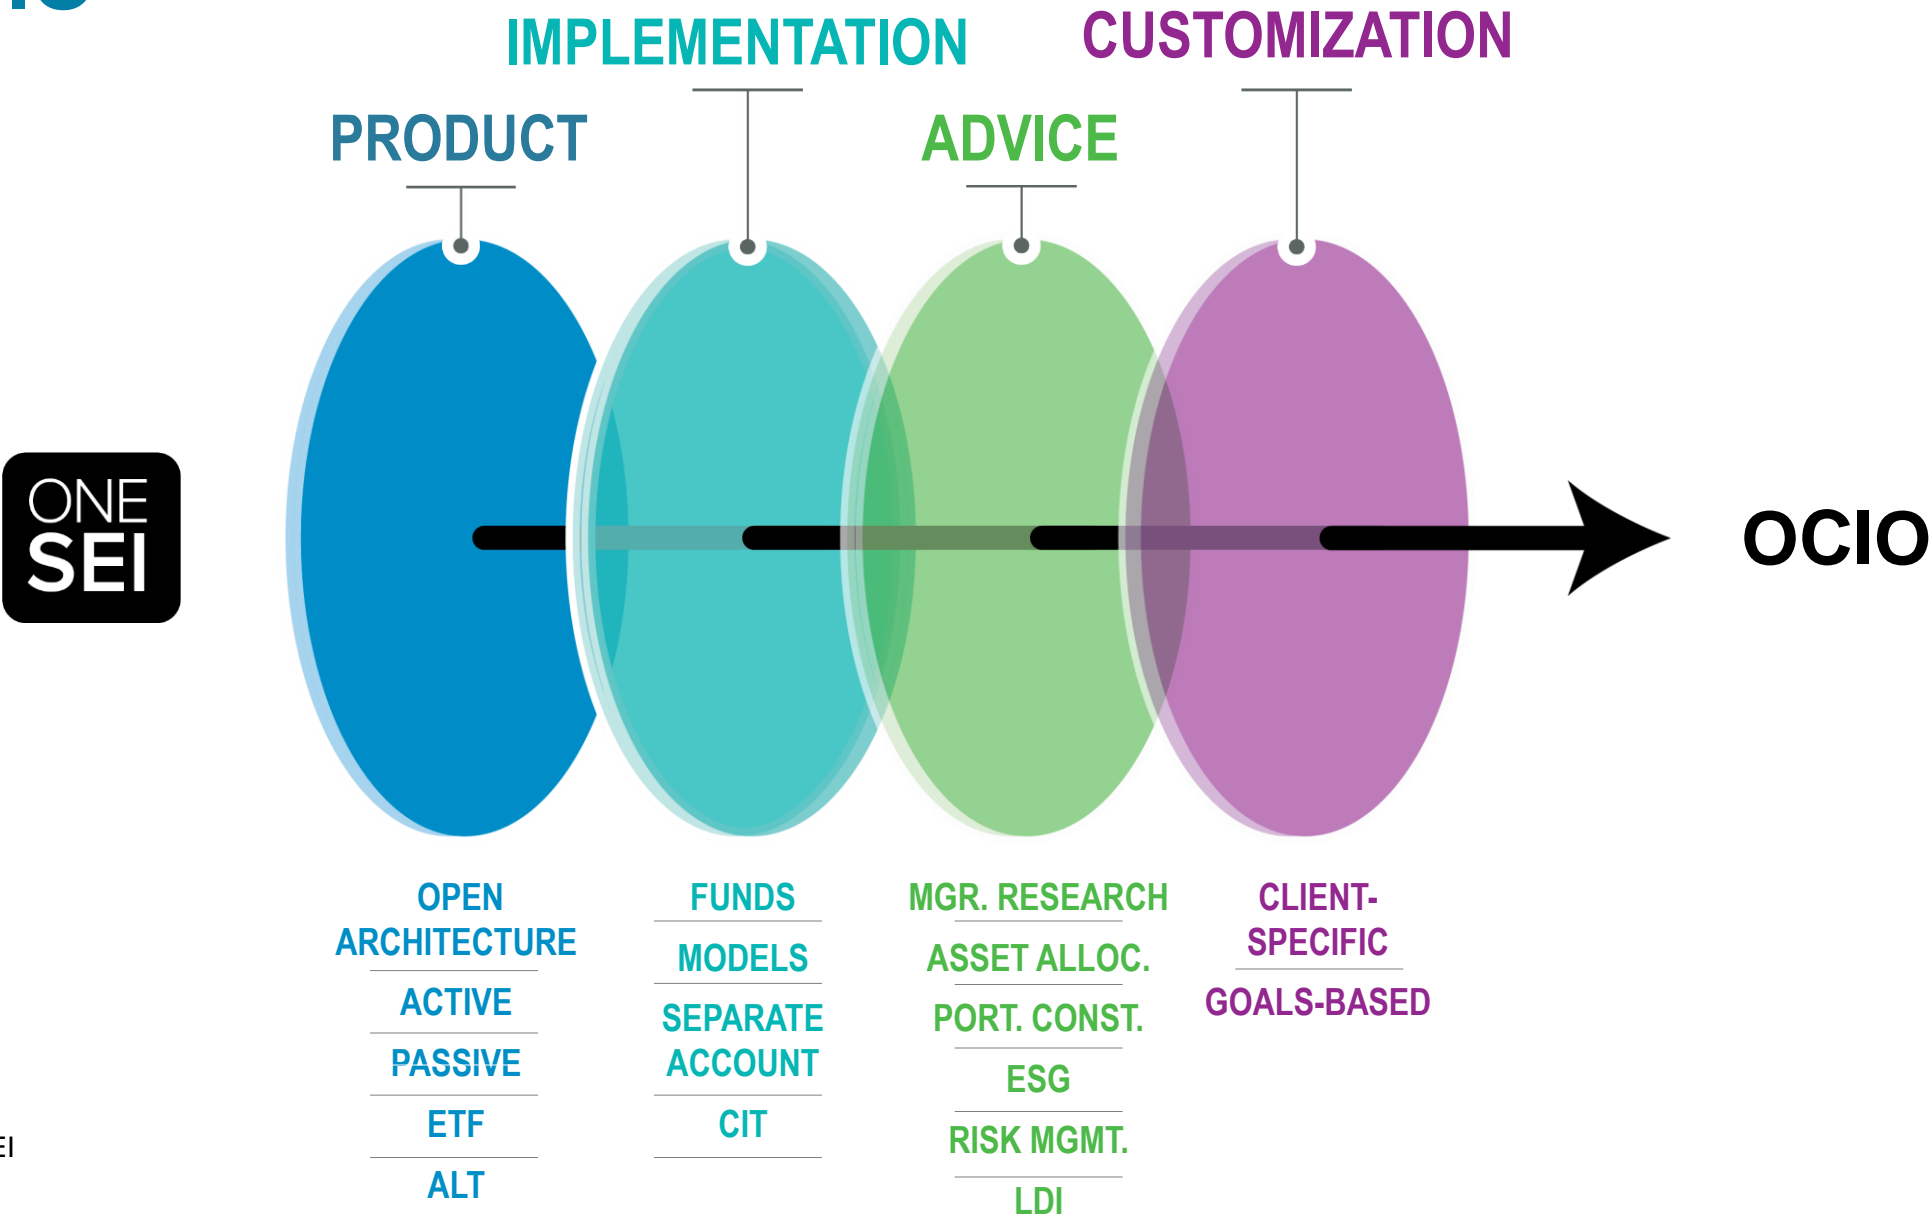 IMPLEMENTATION
CUSTOMIZATION
PRODUCT
ADVICE
ONE
SEI
OCIO
OPEN
ARCHITECTURE
ACTIVE
PASSIVE
ETF
ALT
FUNDS
MODELS
SEPARATE
ACCOUNT
CIT
MGR. RESEARCH
ASSET ALLOC.
PORT. CONST.
ESG
RISK MGMT.
LDI
CLIENT-
SPECIFIC
GOALS-BASED